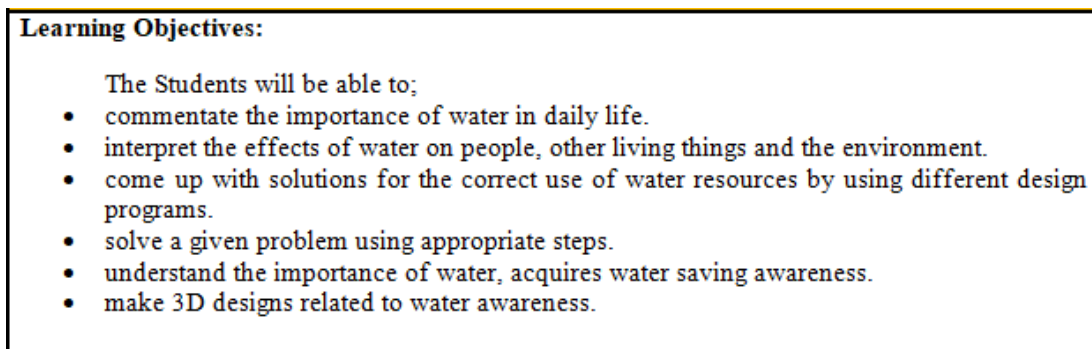 Learning Objectives:
The Students will be able to;
• commentate the importance of water in daily life.
• interpret the effects of water on people, other living things and the environment.
• come up with solutions for the correct use of water resources by using different design
programs.
• solve a given problem using appropriate steps.
• understand the importance of water, acquires water saving awareness.
• make 3D designs related to water awareness.